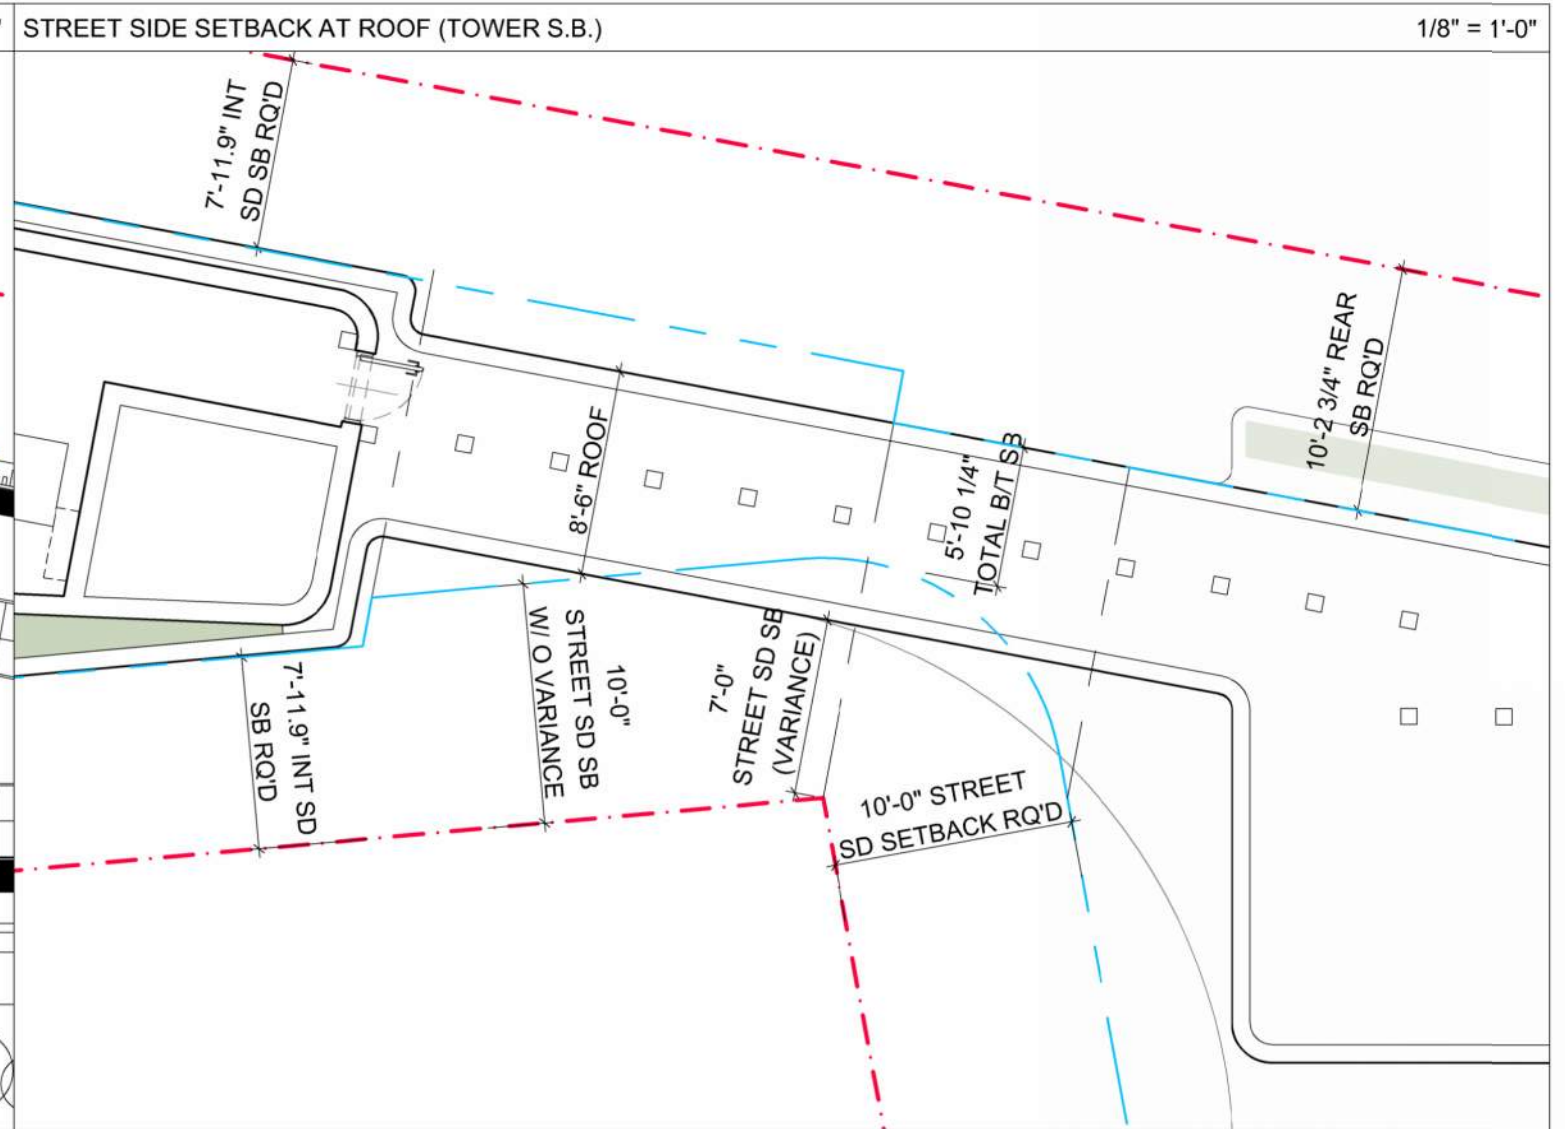 STREET SIDE SETBACK AT ROOF (TOWER S.B.)
1/8" = 1'-0"
7'-11.9" INT
SD SB RQ'D
10'-2 3/4" REAR
SB RQ'D
8'-6" ROOF
5'-10 1/4"
TOTAL B/T SB
7'-11.9" INT SD
SB RQ'D
10'-0"
STREET SD SB
W/ O VARIANCE
7'-0"
STREET SD SB
(VARIANCE)
10'-0" STREET
SD SETBACK RQ'D